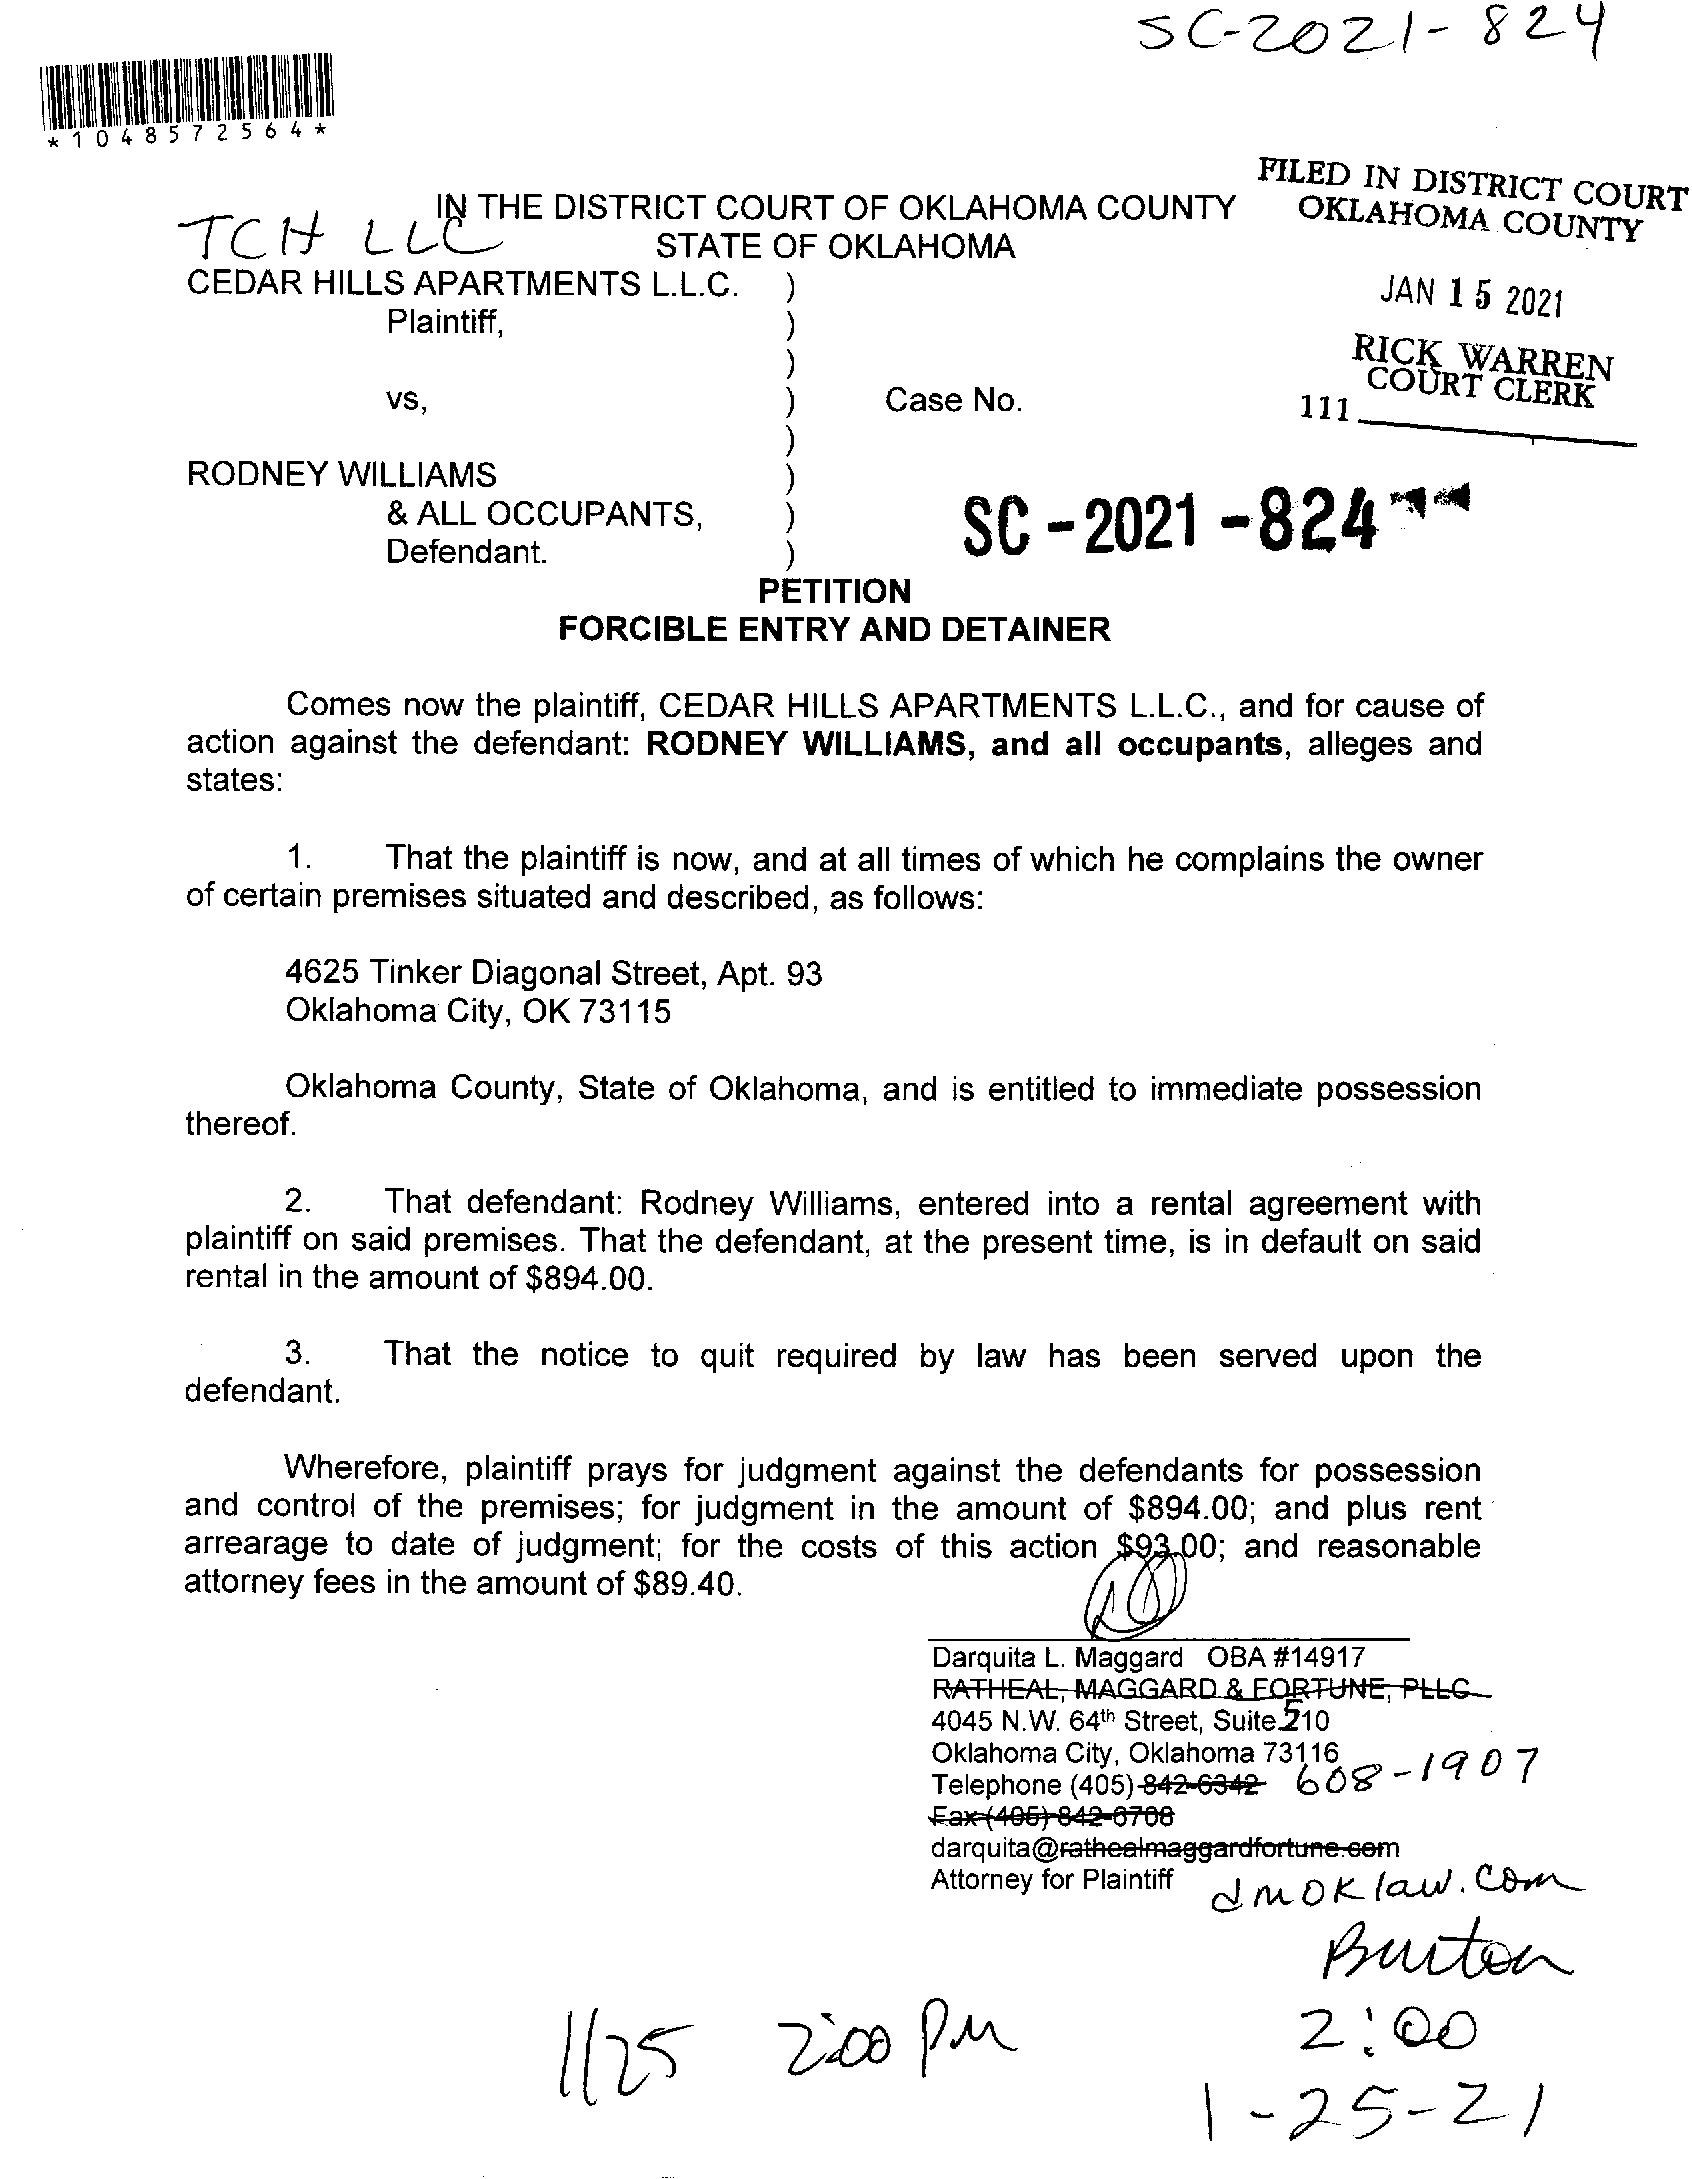 SC-2021-824
*1048572564*
FILED IN DISTRICT COURT
OKLAHOMA COUNTY
JAN 15 2021
RICK WARREN
COURT CLERK
111
IN THE DISTRICT COURT OF OKLAHOMA COUNTY
STATE OF OKLAHOMA
TCH LLC
CEDAR HILLS APARTMENTS L.L.C. )
Plaintiff, )
)
vs, ) Case No.
)
RODNEY WILLIAMS )
& ALL OCCUPANTS, ) SC - 2021 - 824
Defendant. )
PETITION
FORCIBLE ENTRY AND DETAINER
Comes now the plaintiff, CEDAR HILLS APARTMENTS L.L.C., and for cause of
action against the defendant: RODNEY WILLIAMS, and all occupants, alleges and
states:
1. That the plaintiff is now, and at all times of which he complains the owner
of certain premises situated and described, as follows:
4625 Tinker Diagonal Street, Apt. 93
Oklahoma City, OK 73115
Oklahoma County, State of Oklahoma, and is entitled to immediate possession
thereof.
2. That defendant: Rodney Williams, entered into a rental agreement with
plaintiff on said premises. That the defendant, at the present time, is in default on said
rental in the amount of $894.00.
3. That the notice to quit required by law has been served upon the
defendant.
Wherefore, plaintiff prays for judgment against the defendants for possession
and control of the premises; for judgment in the amount of $894.00; and plus rent
arrearage to date of judgment; for the costs of this action $93.00; and reasonable
attorney fees in the amount of $89.40.
Darquita L. Maggard OBA #14917
RATHEAL, MAGGARD & FORTUNE, PLLC
4045 N.W. 64th Street, Suite 510
Oklahoma City, Oklahoma 73116
Telephone (405) 842-6342 608-1907
Fax (405) 842-6708
darquita@rathealmaggardfortune.com
Attorney for Plaintiff dmoklaw.com
Burton
1/25 2:00 PM
2:00
1-25-21